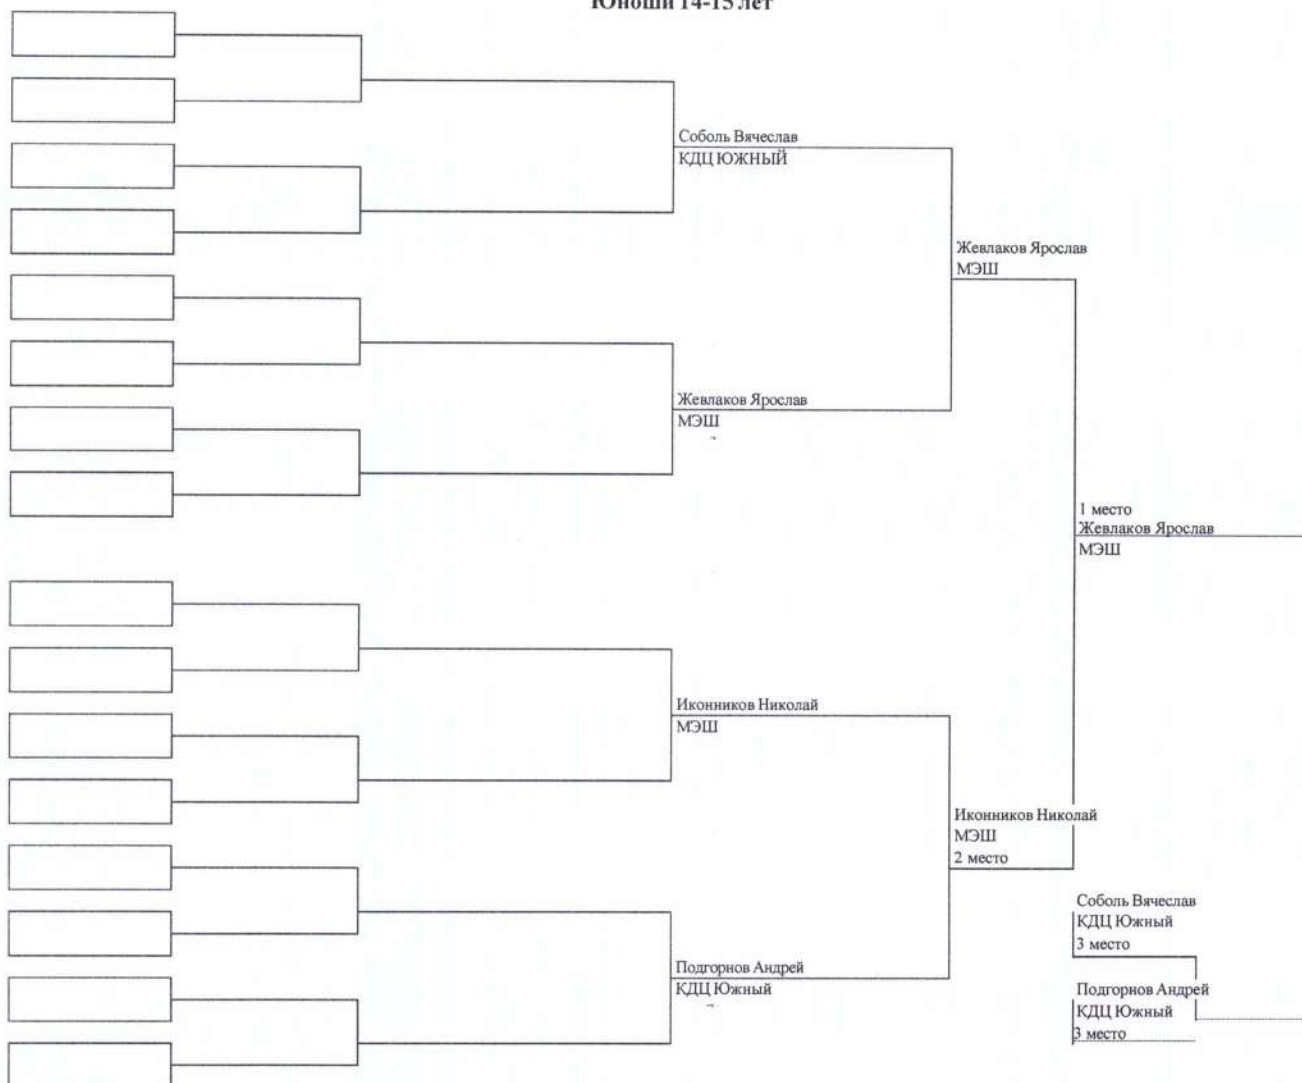 Юноши 14-15 лет
Соболь Вячеслав
КДЦ ЮЖНЫЙ
Жевлаков Ярослав
МЭШ
Жевлаков Ярослав
МЭШ
1 место
Жевлаков Ярослав
МЭШ
Иконников Николай
МЭШ
Иконников Николай
МЭШ
2 место
Соболь Вячеслав
КДЦ Южный
3 место
Подгорнов Андрей
КДЦ Южный
Подгорнов Андрей
КДЦ Южный
3 место